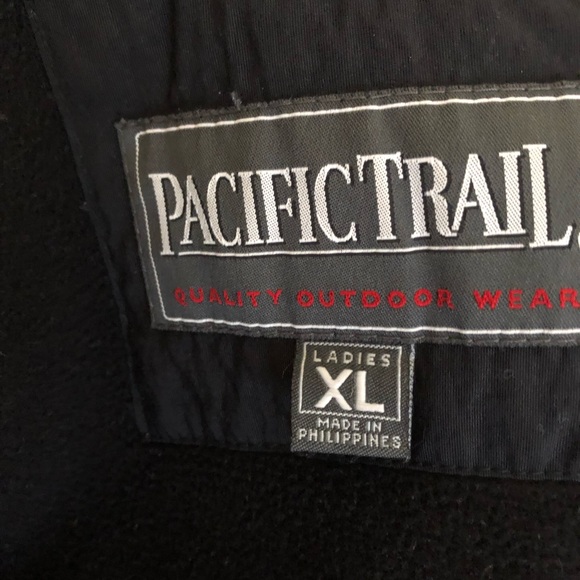 PACIFIC TRAIL
QUALITY OUTDOOR WEAR
LADIES
XL
MADE IN
PHILIPPINES